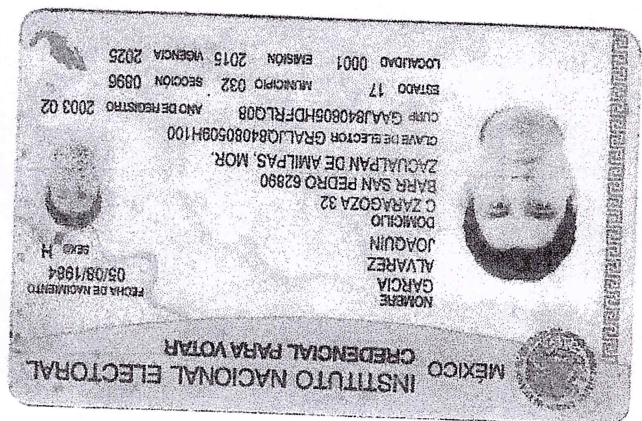 MÉXICO INSTITUTO NACIONAL ELECTORAL
CREDENCIAL PARA VOTAR
NOMBRE
GARCIA
ALVAREZ
JOAQUIN
FECHA DE NACIMIENTO
05/08/1984
SEXO H
DOMICILIO
C ZARAGOZA 32
BARR SAN PEDRO 62890
ZACUALPAN DE AMILPAS, MOR.
CLAVE DE ELECTOR GRALJQ84080509H100
CURP GAAJ840805HDFRLQ08 AÑO DE REGISTRO 2003 02
ESTADO 17 MUNICIPIO 032 SECCIÓN 0896
LOCALIDAD 0001 EMISIÓN 2015 VIGENCIA 2025